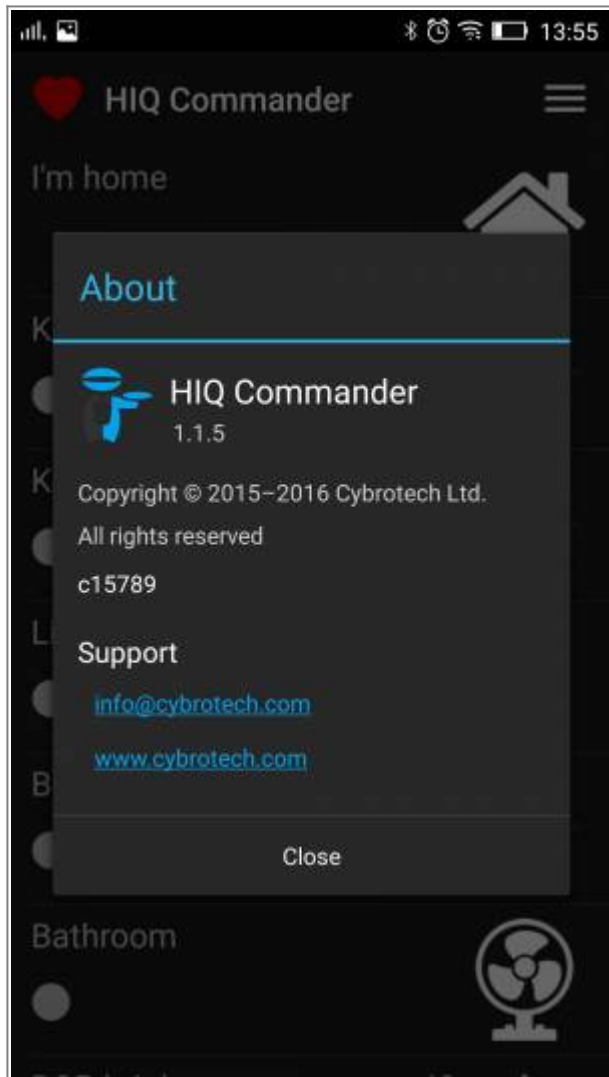 13:55
HIQ Commander
I'm home
About
K
HIQ Commander
1.1.5
K
Copyright © 2015–2016 Cybrotech Ltd.
All rights reserved
c15789
L
Support
info@cybrotech.com
www.cybrotech.com
B
Close
Bathroom